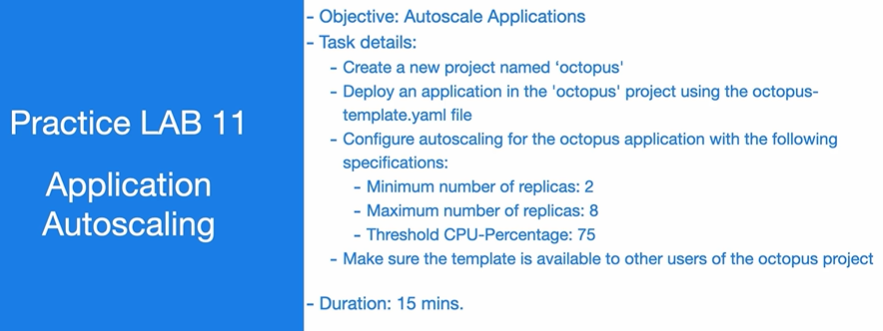 Practice LAB 11
Application
Autoscaling
- Objective: Autoscale Applications
- Task details:
- Create a new project named ‘octopus'
- Deploy an application in the 'octopus' project using the octopus-
template.yaml file
- Configure autoscaling for the octopus application with the following
specifications:
- Minimum number of replicas: 2
- Maximum number of replicas: 8
- Threshold CPU-Percentage: 75
- Make sure the template is available to other users of the octopus project
- Duration: 15 mins.